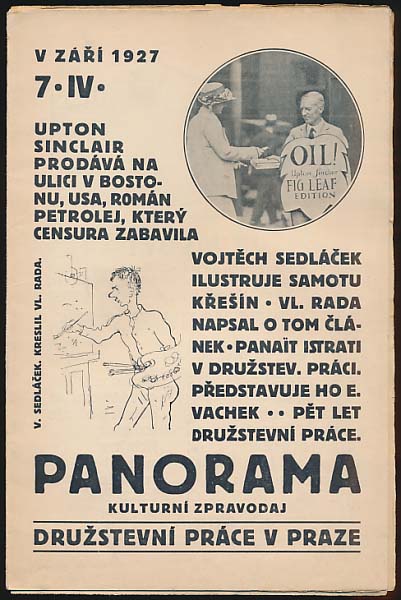 V ZÁŘÍ 1927
7·IV·
UPTON
SINCLAIR
PRODÁVÁ NA
ULICI V BOSTO-
NU, USA, ROMÁN
PETROLEJ, KTERÝ
CENSURA ZABAVILA
OIL!
Upton Sinclair
FIG LEAF
EDITION
V. SEDLÁČEK. KRESLIL VL. RADA.
VOJTĚCH SEDLÁČEK
ILUSTRUJE SAMOTU
KŘEŠÍN · VL. RADA
NAPSAL O TOM ČLÁ-
NEK · PANAÏT ISTRATI
V DRUŽSTEV. PRÁCI.
PŘEDSTAVUJE HO E.
VACHEK · · PĚT LET
DRUŽSTEVNÍ PRÁCE.
PANORAMA
KULTURNÍ ZPRAVODAJ
DRUŽSTEVNÍ PRÁCE V PRAZE